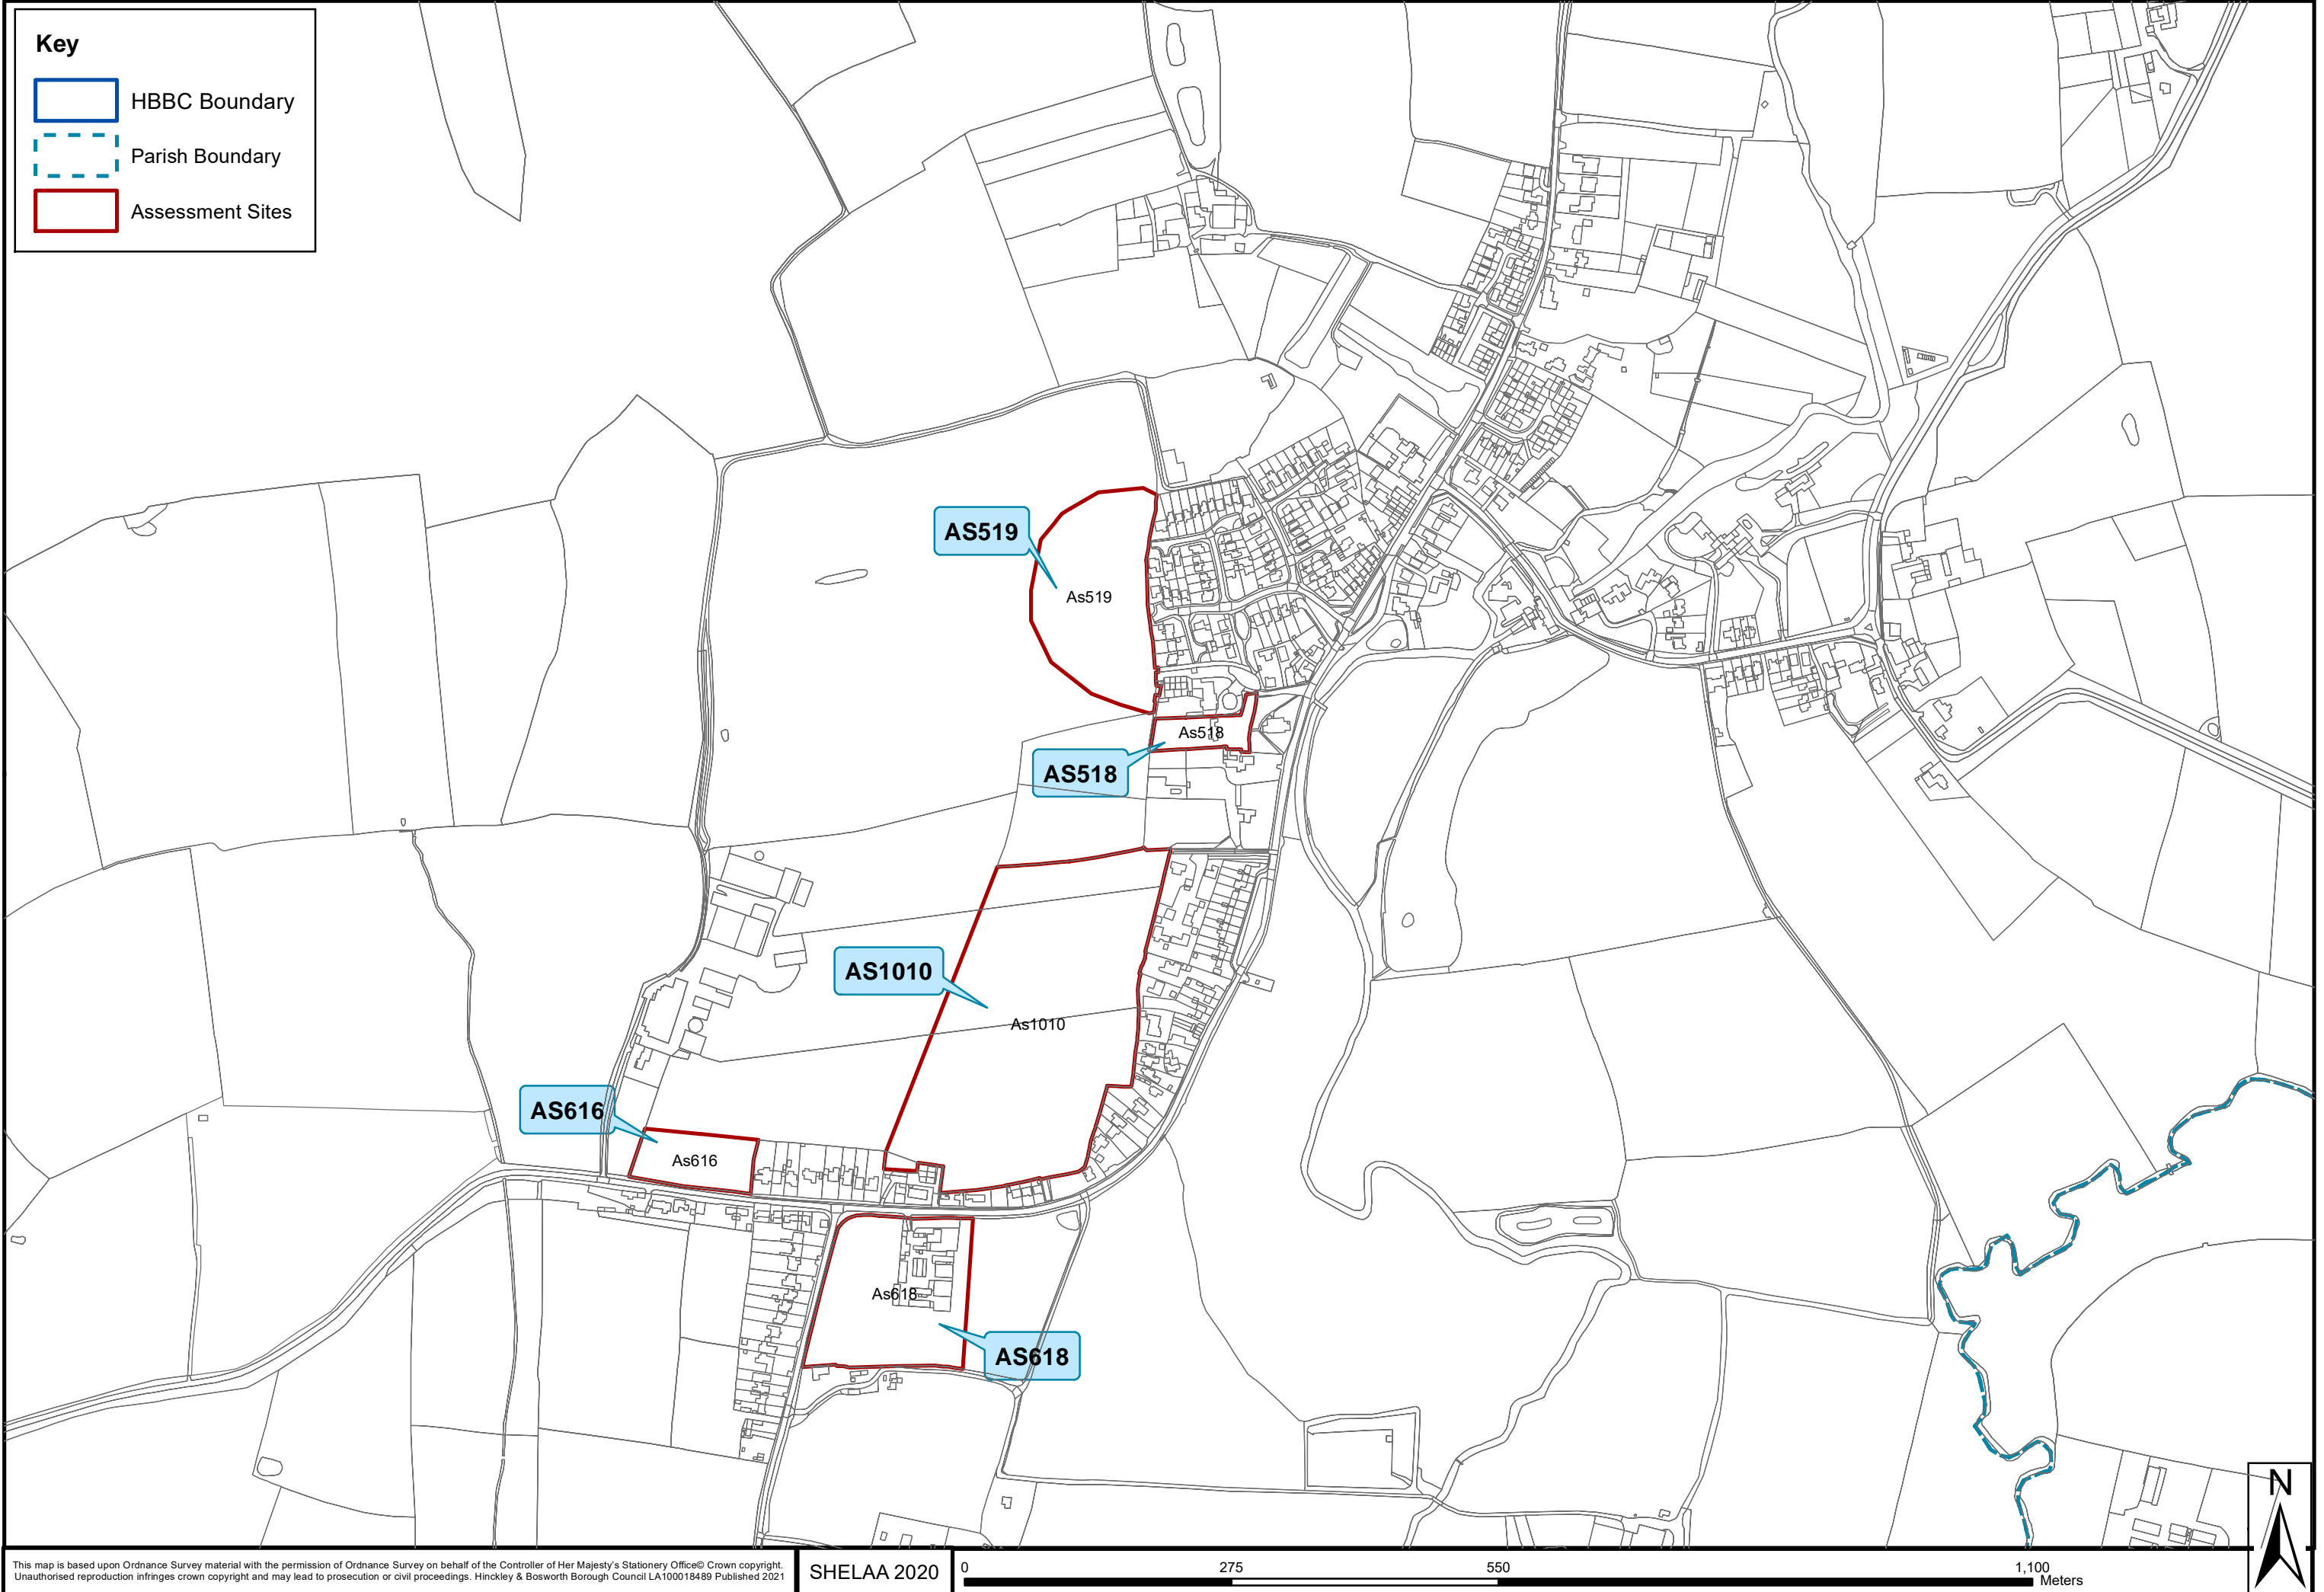 Key
HBBC Boundary
Parish Boundary
Assessment Sites
AS519
As519
As518
AS518
AS1010
As1010
AS616
As616
As618
AS618
N
This map is based upon Ordnance Survey material with the permission of Ordnance Survey on behalf of the Controller of Her Majesty's Stationery Office© Crown copyright.
Unauthorised reproduction infringes crown copyright and may lead to prosecution or civil proceedings. Hinckley & Bosworth Borough Council LA100018489 Published 2021
SHELAA 2020
0 275 550 1,100
Meters